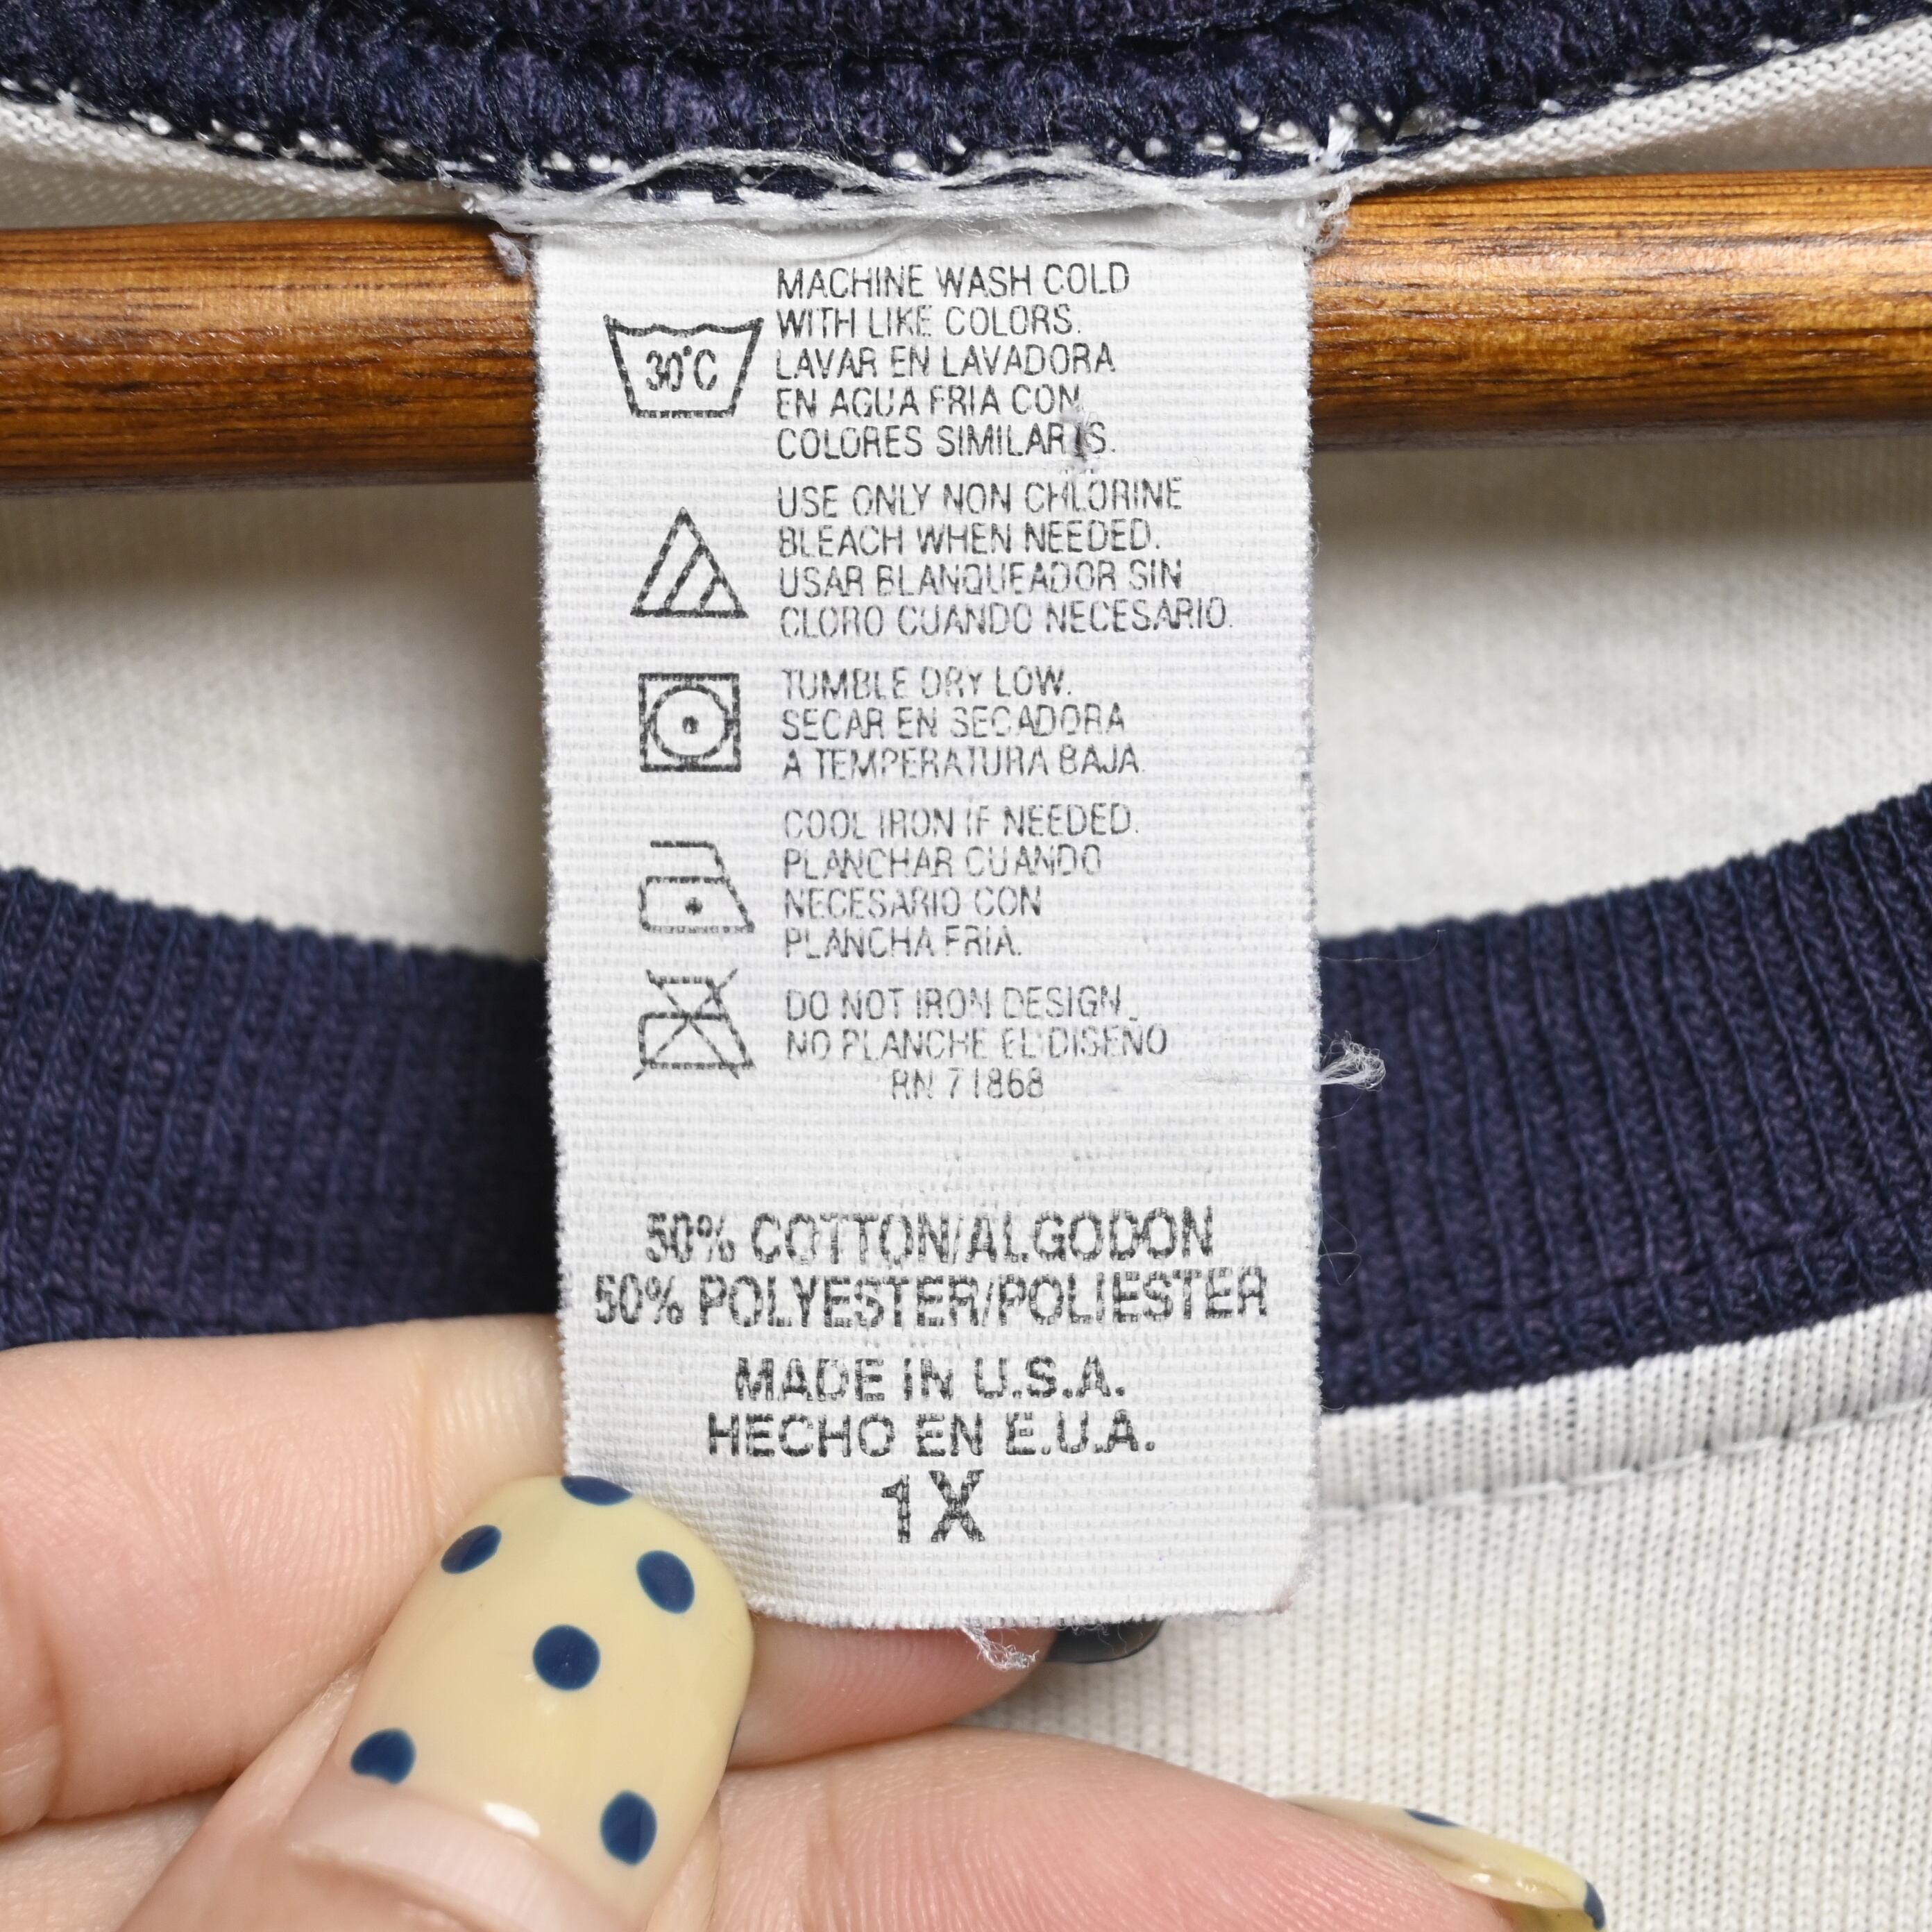 30°C
MACHINE WASH COLD
WITH LIKE COLORS.
LAVAR EN LAVADORA
EN AGUA FRIA CON
COLORES SIMILARES.
USE ONLY NON CHLORINE
BLEACH WHEN NEEDED.
USAR BLANQUEADOR SIN
CLORO CUANDO NECESARIO.
TUMBLE DRY LOW.
SECAR EN SECADORA
A TEMPERATURA BAJA.
COOL IRON IF NEEDED.
PLANCHAR CUANDO
NECESARIO CON
PLANCHA FRIA.
DO NOT IRON DESIGN.
NO PLANCHE EL DISEÑO
RN 71868
50% COTTON/ALGODON
50% POLYESTER/POLIESTER
MADE IN U.S.A.
HECHO EN E.U.A.
1X